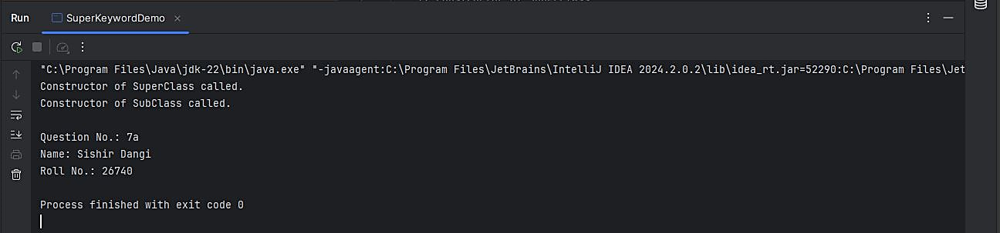 Run SuperKeywordDemo
"C:\Program Files\Java\jdk-22\bin\java.exe" "-javaagent:C:\Program Files\JetBrains\IntelliJ IDEA 2024.2.0.2\lib\idea_rt.jar=52290:C:\Program Files\Jet
Constructor of SuperClass called.
Constructor of SubClass called.
Question No.: 7a
Name: Sishir Dangi
Roll No.: 26740
Process finished with exit code 0